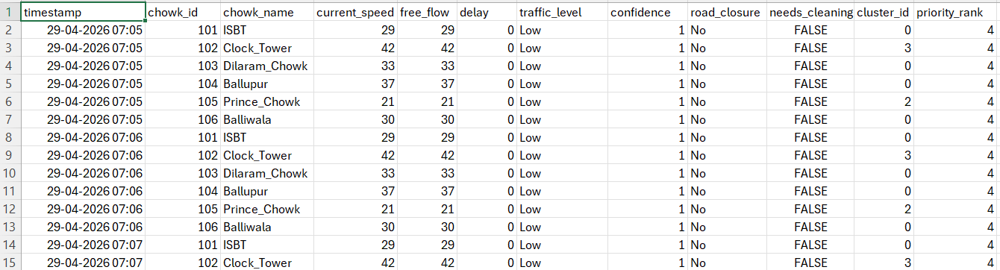 1 timestamp chowk_id chowk_name current_speed free_flow delay traffic_level confidence road_closure needs_cleaning cluster_id priority_rank
2 29-04-2026 07:05 101 ISBT 29 29 0 Low 1 No FALSE 0 4
3 29-04-2026 07:05 102 Clock_Tower 42 42 0 Low 1 No FALSE 3 4
4 29-04-2026 07:05 103 Dilaram_Chowk 33 33 0 Low 1 No FALSE 0 4
5 29-04-2026 07:05 104 Ballupur 37 37 0 Low 1 No FALSE 0 4
6 29-04-2026 07:05 105 Prince_Chowk 21 21 0 Low 1 No FALSE 2 4
7 29-04-2026 07:05 106 Balliwala 30 30 0 Low 1 No FALSE 0 4
8 29-04-2026 07:06 101 ISBT 29 29 0 Low 1 No FALSE 0 4
9 29-04-2026 07:06 102 Clock_Tower 42 42 0 Low 1 No FALSE 3 4
10 29-04-2026 07:06 103 Dilaram_Chowk 33 33 0 Low 1 No FALSE 0 4
11 29-04-2026 07:06 104 Ballupur 37 37 0 Low 1 No FALSE 0 4
12 29-04-2026 07:06 105 Prince_Chowk 21 21 0 Low 1 No FALSE 2 4
13 29-04-2026 07:06 106 Balliwala 30 30 0 Low 1 No FALSE 0 4
14 29-04-2026 07:07 101 ISBT 29 29 0 Low 1 No FALSE 0 4
15 29-04-2026 07:07 102 Clock_Tower 42 42 0 Low 1 No FALSE 3 4